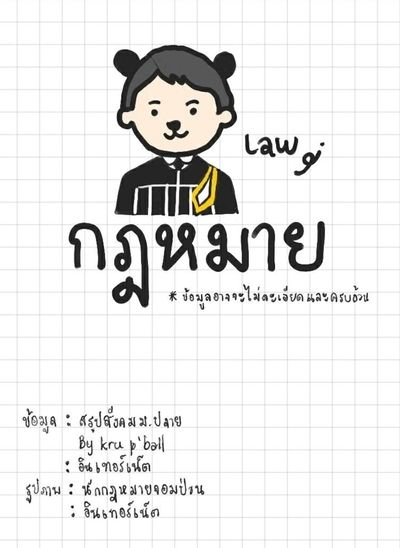 Law
กฎหมาย
* ข้อมูลอาจจะไม่ละเอียดและครบถ้วน
ข้อมูล : สรุปสังคมม.ปลาย
By kru p'ball
: อินเทอร์เน็ต
รูปภาพ : นักกฎหมายจอมป่วน
: อินเทอร์เน็ต